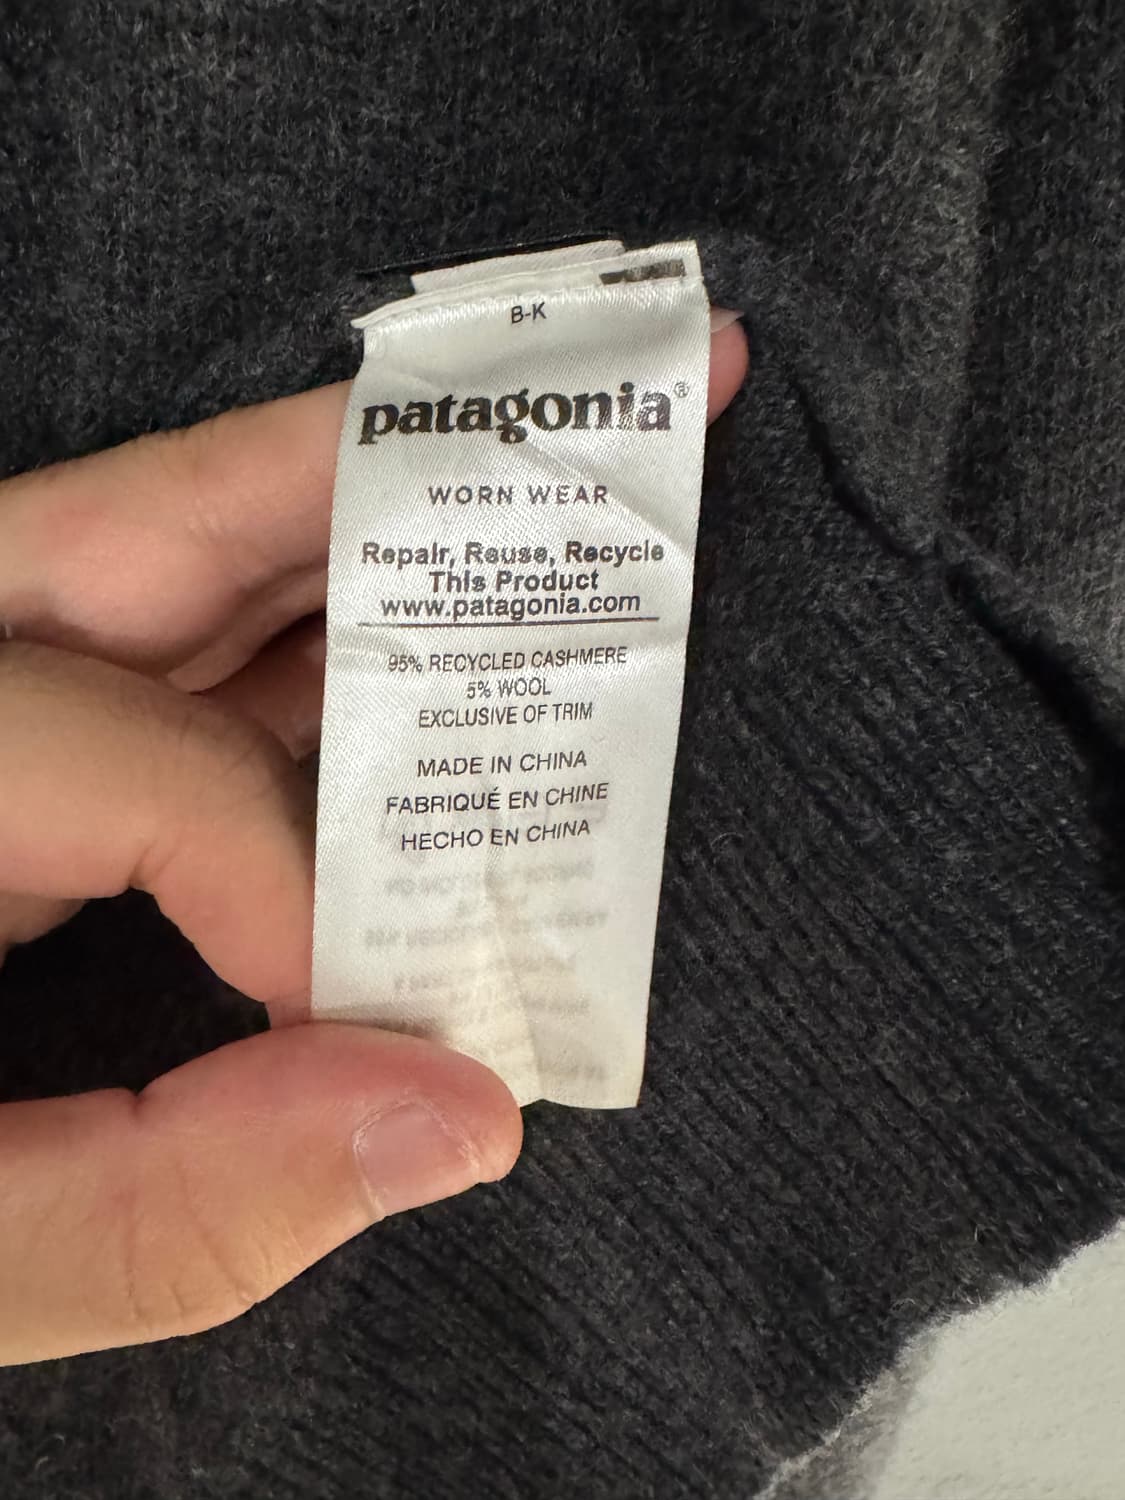 B-K
patagonia®
WORN WEAR
Repair, Reuse, Recycle
This Product
www.patagonia.com
95% RECYCLED CASHMERE
5% WOOL
EXCLUSIVE OF TRIM
MADE IN CHINA
FABRIQUÉ EN CHINE
HECHO EN CHINA